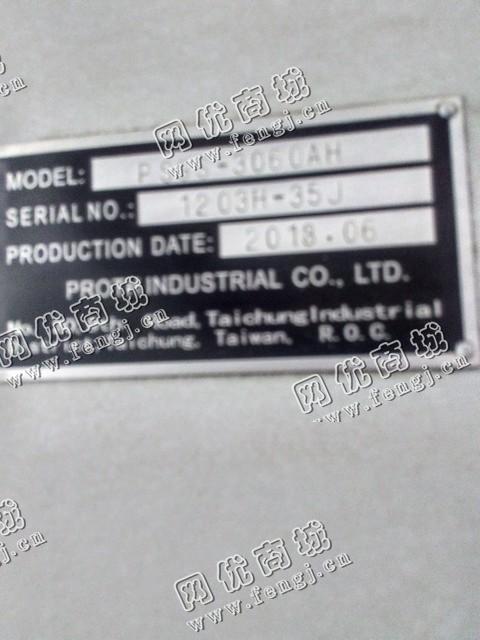 网优商城
www.fengj.cn
MODEL: -3060AH
SERIAL NO.: 1203H-35J
PRODUCTION DATE: 2018.06
INDUSTRIAL CO., LTD.
Taichung Industrial
Taichung, Taiwan, R.O.C.
网优商城
www.fengj.cn
网优商城
www.fengj.cn
网优商城
www.fengj.cn